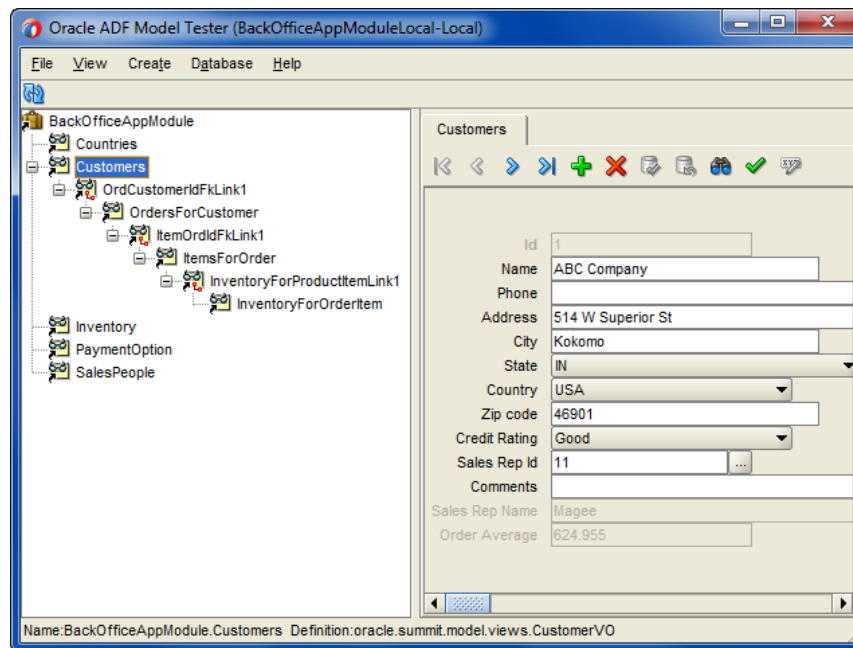 Oracle ADF Model Tester (BackOfficeAppModuleLocal-Local)
File View Create Database Help
BackOfficeAppModule
Countries
Customers
OrdCustomerIdFkLink1
OrdersForCustomer
ItemOrdIdFkLink1
ItemsForOrder
InventoryForProductItemLink1
InventoryForOrderItem
Inventory
PaymentOption
SalesPeople
Customers
Id 1
Name ABC Company
Phone
Address 514 W Superior St
City Kokomo
State IN
Country USA
Zip code 46901
Credit Rating Good
Sales Rep Id 11 ...
Comments
Sales Rep Name Magee
Order Average 624.955
Name:BackOfficeAppModule.Customers Definition:oracle.summit.model.views.CustomerVO